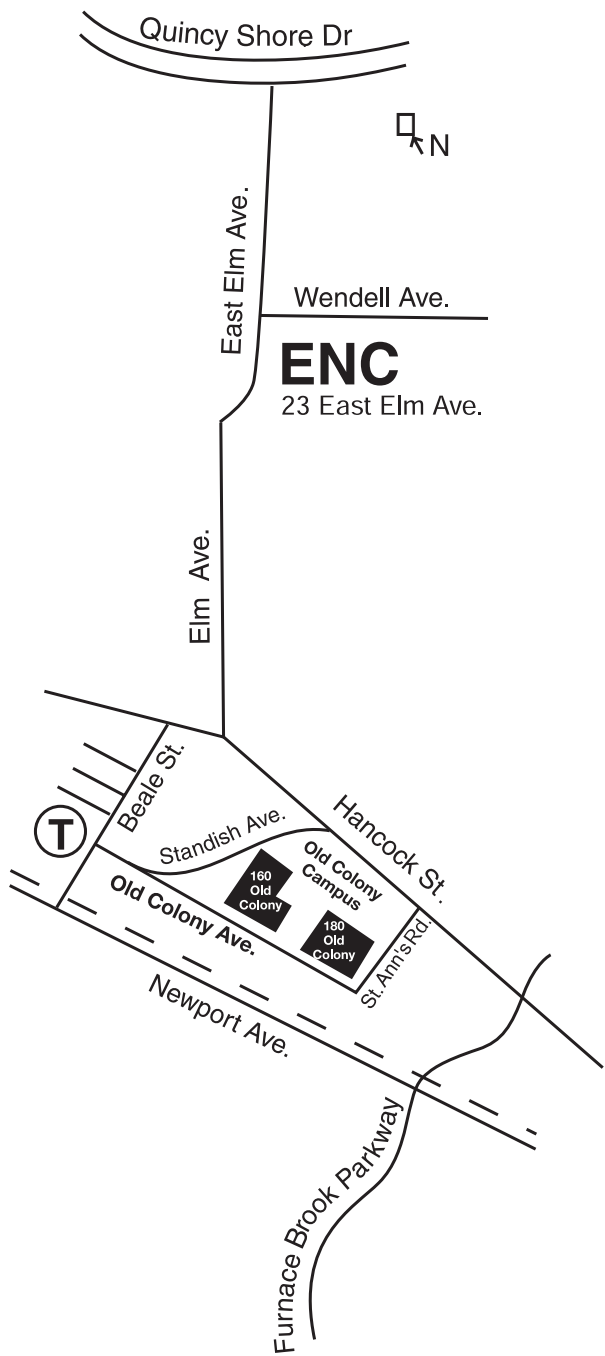 Quincy Shore Dr
N
East Elm Ave.
Wendell Ave.
ENC
23 East Elm Ave.
Elm Ave.
Beale St.
T
Standish Ave.
Hancock St.
Old Colony
Campus
160
Old
Colony
180
Old
Colony
Old Colony Ave.
St. Ann's Rd.
Newport Ave.
Furnace Brook Parkway